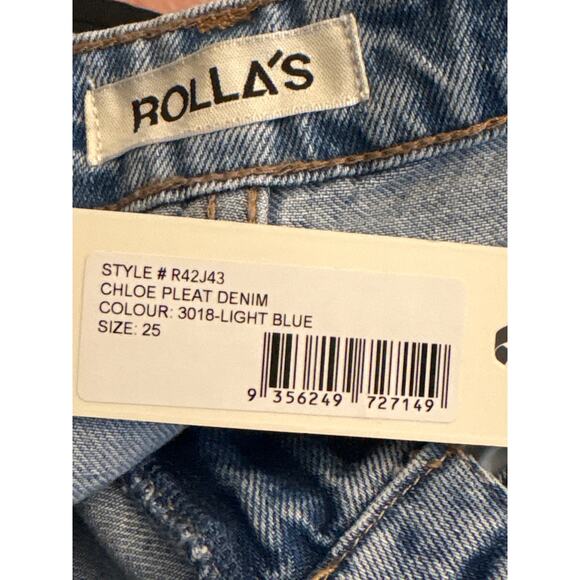 ROLLA'S
STYLE # R42J43
CHLOE PLEAT DENIM
COLOUR: 3018-LIGHT BLUE
SIZE: 25
9 356249 727149